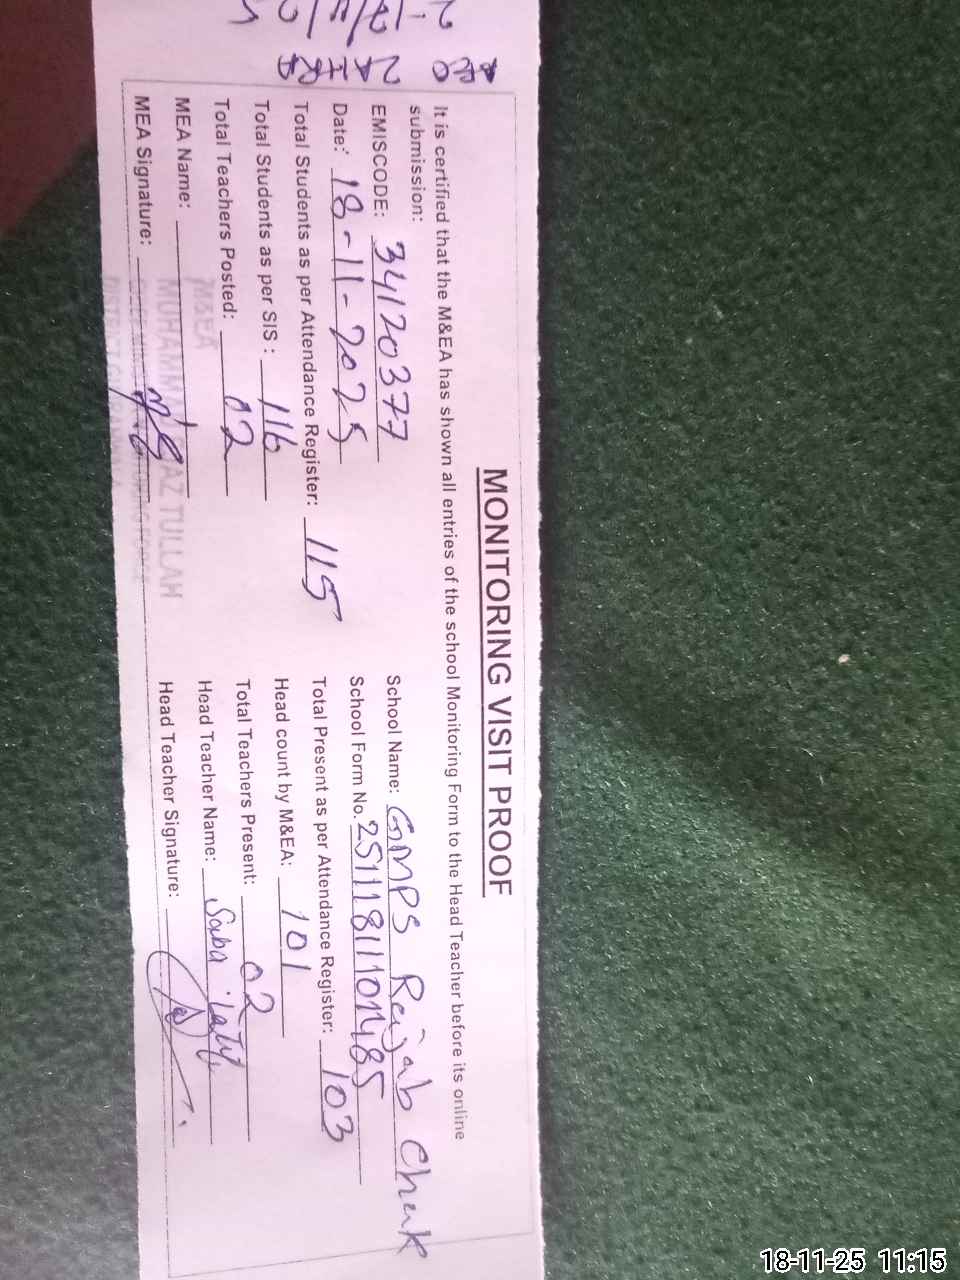 MONITORING VISIT PROOF
It is certified that the M&EA has shown all entries of the school Monitoring Form to the Head Teacher before its online
submission:
EMISCODE: 34120377 School Name: GMPS Rajab Chak
Date: 18-11-2025 School Form No. 251118111011485
Total Students as per Attendance Register: 115 Total Present as per Attendance Register: 103
Total Students as per SIS: 116 Head count by M&EA: 101
Total Teachers Posted: 02 Total Teachers Present: 02
MEA Name: Head Teacher Name: Saba Latif
MEA Signature: Head Teacher Signature:
M&EA
18-11-25 11:15